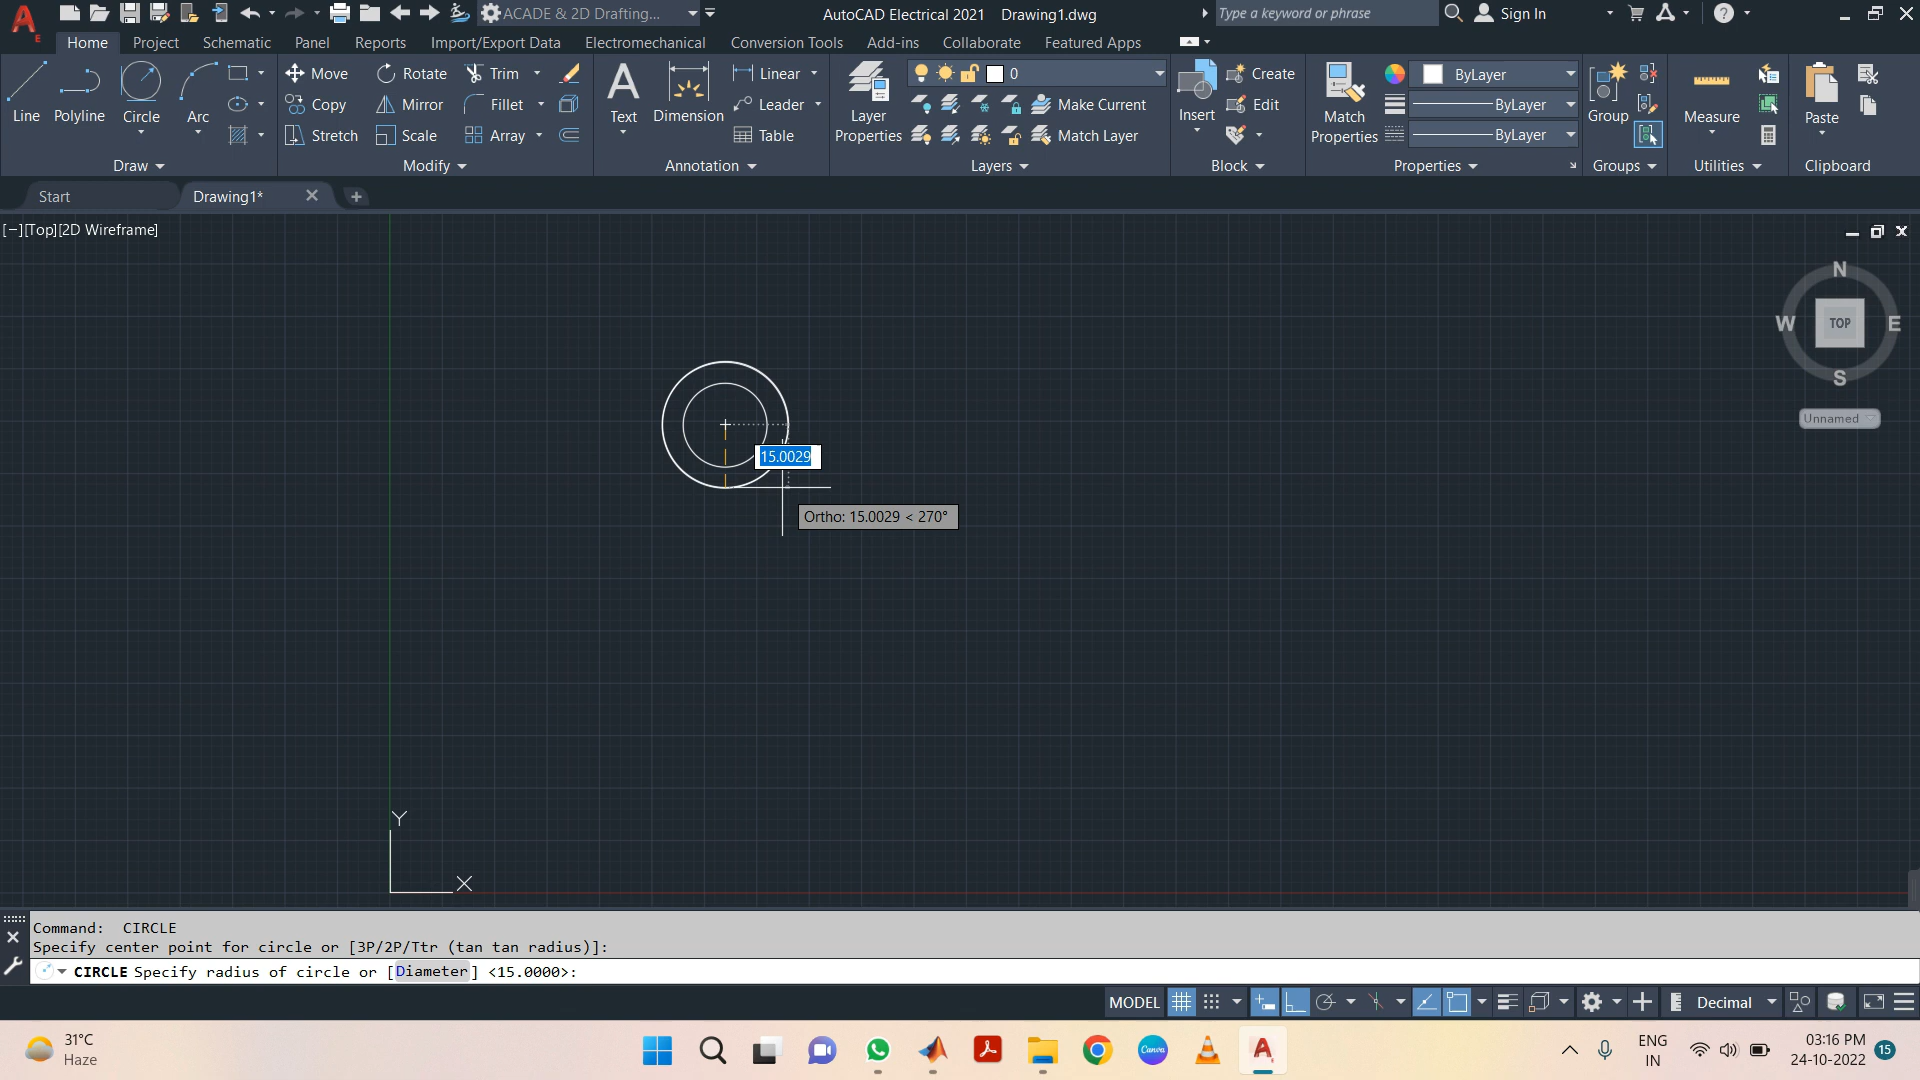 ACADE & 2D Drafting...
AutoCAD Electrical 2021 Drawing1.dwg
Type a keyword or phrase
Sign In
Home Project Schematic Panel Reports Import/Export Data Electromechanical Conversion Tools Add-ins Collaborate Featured Apps
Line Polyline Circle Arc
Move Rotate Trim
Copy Mirror Fillet
Stretch Scale Array
Text Dimension
Linear
Leader
Table
Layer Properties
0
Make Current
Match Layer
Insert
Create
Edit
Match Properties
ByLayer
ByLayer
ByLayer
Group
Measure
Paste
Draw Modify Annotation Layers Block Properties Groups Utilities Clipboard
Start Drawing1*
[−][Top][2D Wireframe]
N
W TOP E
S
Unnamed
15.0029
Ortho: 15.0029 < 270°
Y
X
Command: CIRCLE
Specify center point for circle or [3P/2P/Ttr (tan tan radius)]:
CIRCLE Specify radius of circle or [Diameter] <15.0000>:
MODEL
Decimal
31°C
Haze
Canva
ENG
IN
03:16 PM
24-10-2022
15